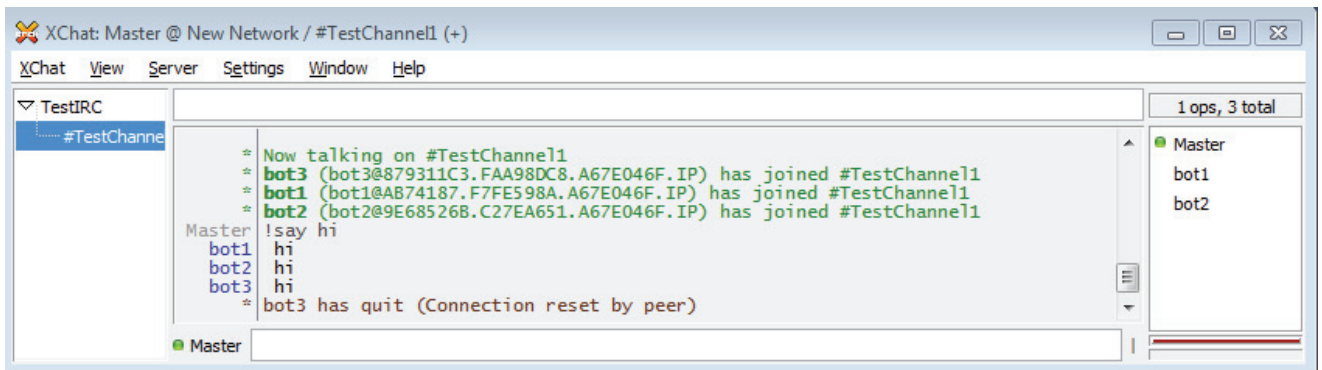 XChat: Master @ New Network / #TestChannel1 (+)
XChat View Server Settings Window Help
TestIRC
#TestChanne
1 ops, 3 total
* Now talking on #TestChannel1
* bot3 (bot3@879311C3.FAA98DC8.A67E046F.IP) has joined #TestChannel1
* bot1 (bot1@AB74187.F7FE598A.A67E046F.IP) has joined #TestChannel1
* bot2 (bot2@9E68526B.C27EA651.A67E046F.IP) has joined #TestChannel1
Master !say hi
bot1 hi
bot2 hi
bot3 hi
* bot3 has quit (Connection reset by peer)
Master
Master
bot1
bot2